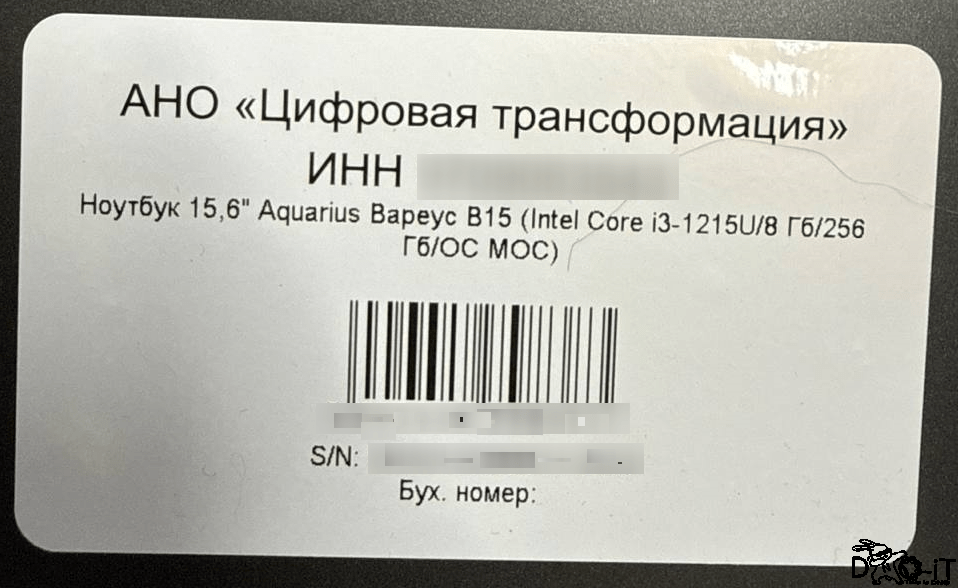 АНО «Цифровая трансформация»
ИНН
Ноутбук 15,6" Aquarius Вареус В15 (Intel Core i3-1215U/8 Гб/256
Гб/ОС МОС)
S/N:
Бух. номер: